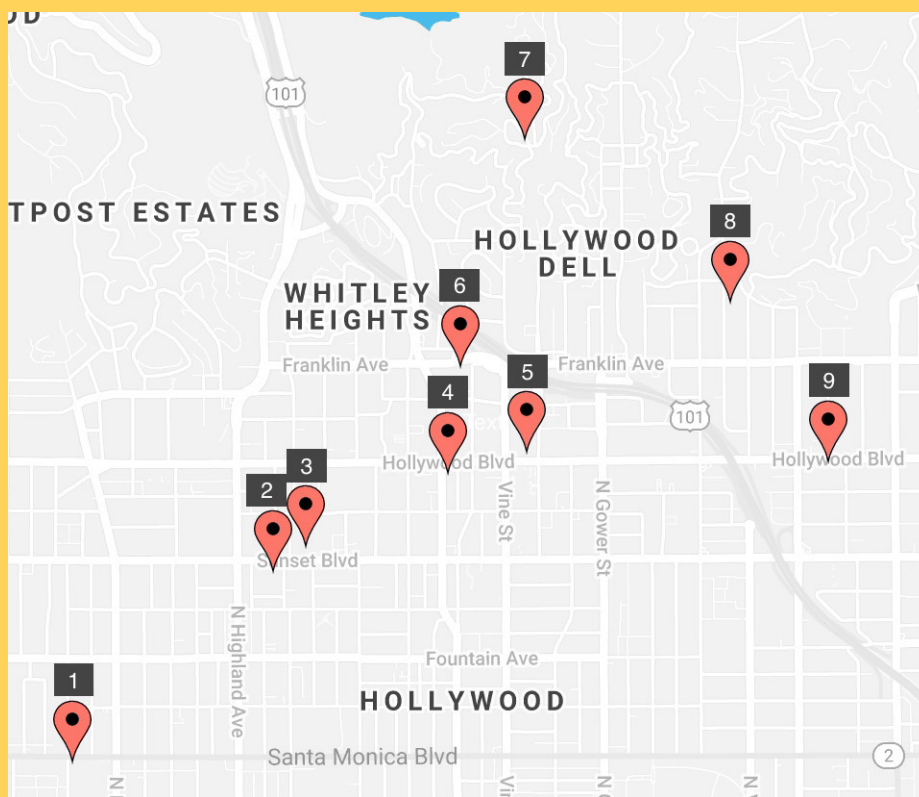 OD
7
101
TPOST ESTATES
8
HOLLYWOOD
DELL
6
WHITLEY
HEIGHTS
Franklin Ave
Franklin Ave
5
9
4
101
Hollywood Blvd
Hollywood Blvd
3
2
Vine St
N Gower St
Sunset Blvd
N Highland Ave
Fountain Ave
1
HOLLYWOOD
Santa Monica Blvd
2
N
Vin
N
N